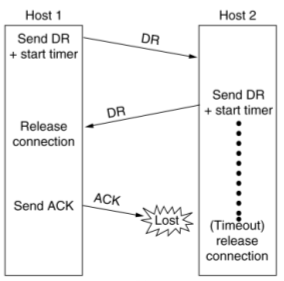 Host 1
Host 2
Send DR
+ start timer
DR
Send DR
+ start timer
DR
Release
connection
Send ACK
ACK
Lost
(Timeout)
release
connection